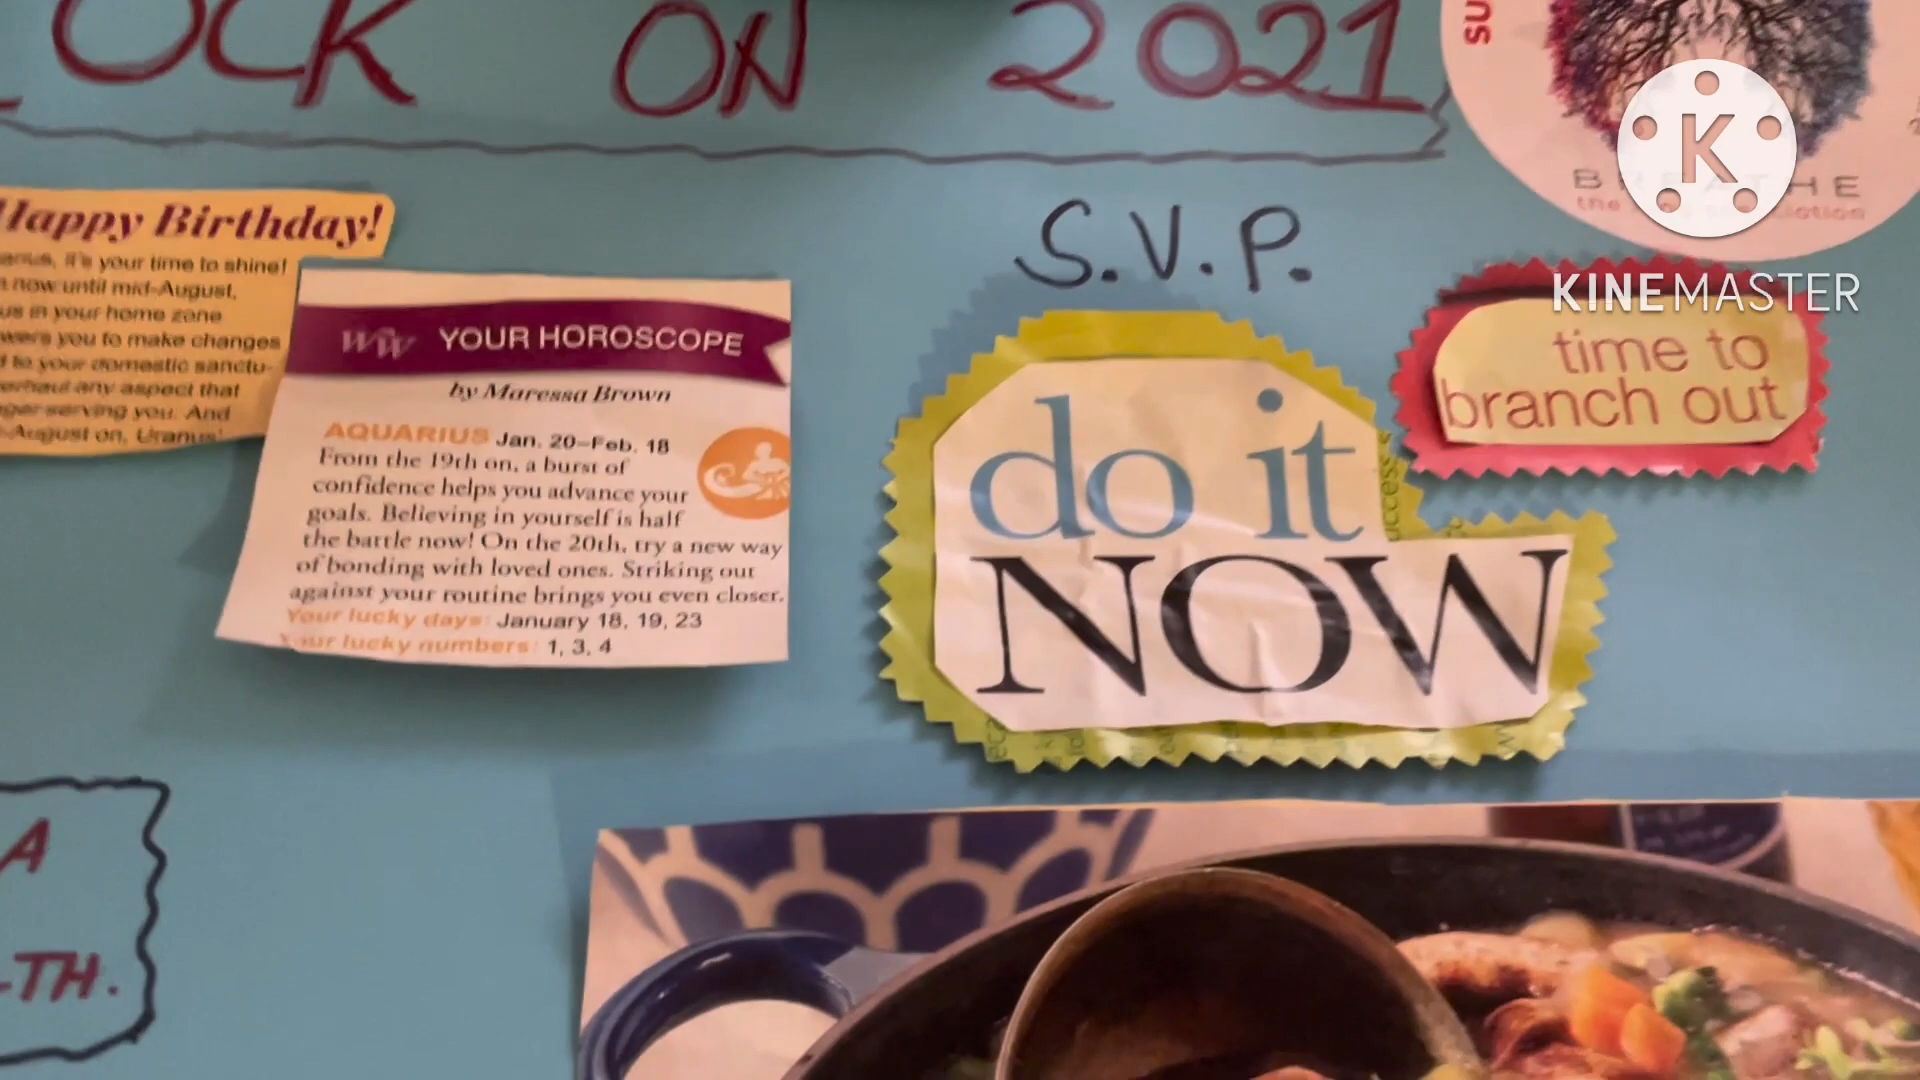 OCK ON 2021
SU
BREATHE
the
KINEMASTER
S.V.P.
Happy Birthday!
it's your time to shine!
now until mid-August,
us in your home zone
you to make changes
to your domestic sanctu-
any aspect that
serving you. And
-August on, Uranus'
WW YOUR HOROSCOPE
by Maressa Brown
AQUARIUS Jan. 20–Feb. 18
From the 19th on, a burst of
confidence helps you advance your
goals. Believing in yourself is half
the battle now! On the 20th, try a new way
of bonding with loved ones. Striking out
against your routine brings you even closer.
Your lucky days: January 18, 19, 23
Your lucky numbers: 1, 3, 4
do it
NOW
time to
branch out
A
-TH.